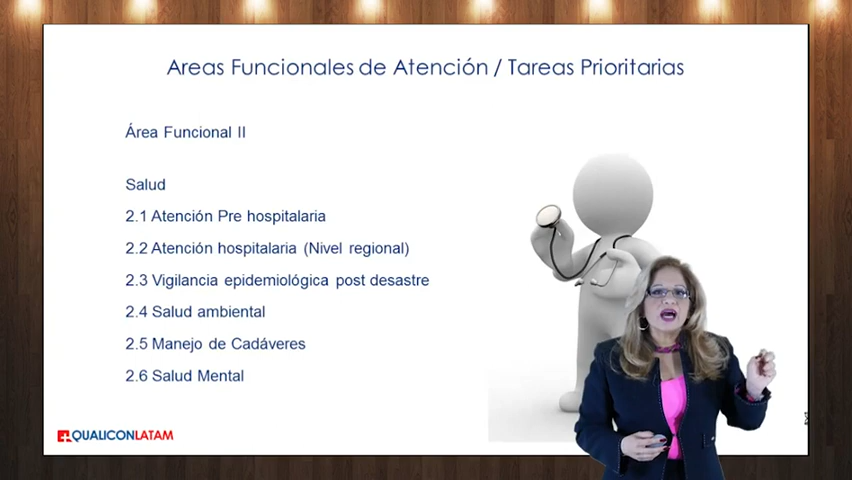 Areas Funcionales de Atención / Tareas Prioritarias
Área Funcional II
Salud
2.1 Atención Pre hospitalaria
2.2 Atención hospitalaria (Nivel regional)
2.3 Vigilancia epidemiológica post desastre
2.4 Salud ambiental
2.5 Manejo de Cadáveres
2.6 Salud Mental
QUALICONLATAM